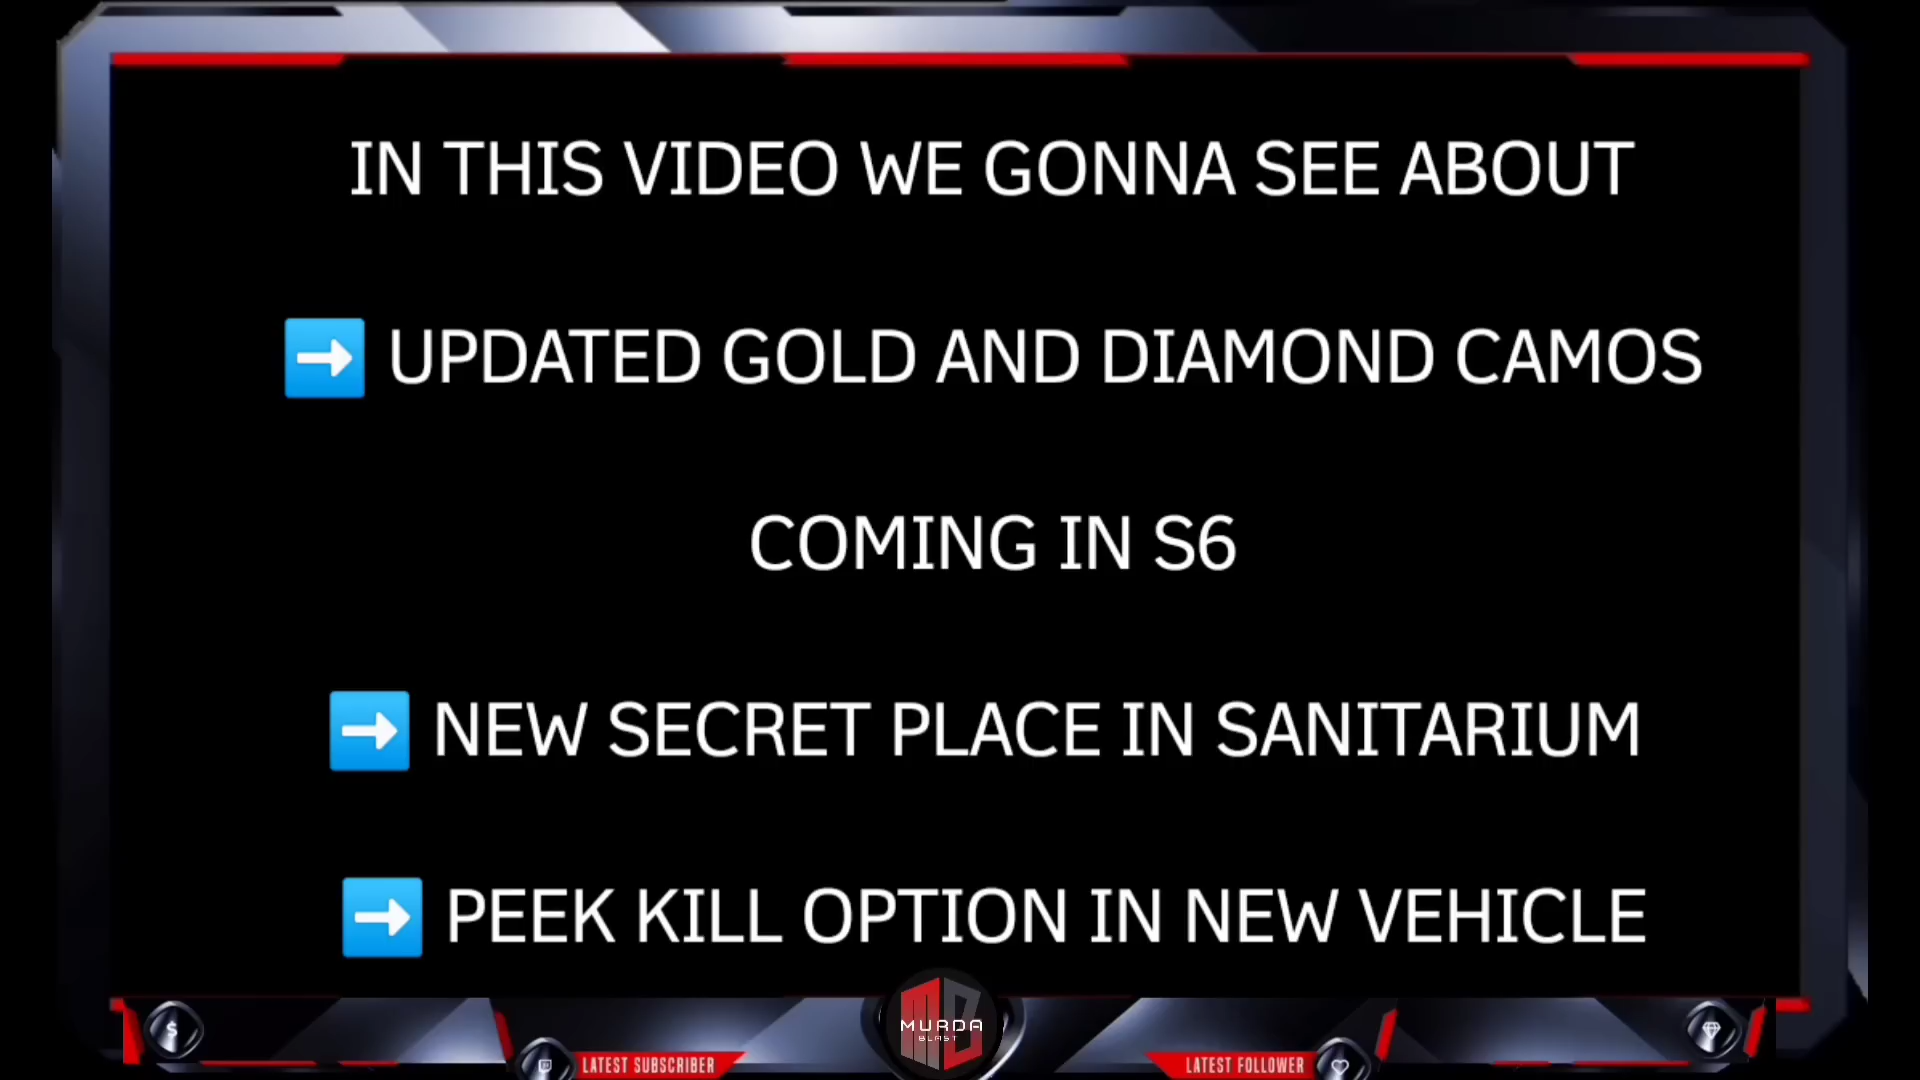 IN THIS VIDEO WE GONNA SEE ABOUT
➡️ UPDATED GOLD AND DIAMOND CAMOS
COMING IN S6
➡️ NEW SECRET PLACE IN SANITARIUM
➡️ PEEK KILL OPTION IN NEW VEHICLE
$
MURDA
BLAST
LATEST SUBSCRIBER
LATEST FOLLOWER